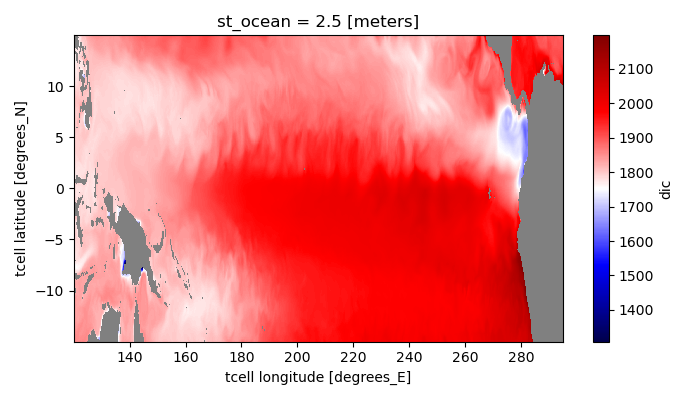 st_ocean = 2.5 [meters]
tcell latitude [degrees_N]
10
5
0
−5
−10
140 160 180 200 220 240 260 280
tcell longitude [degrees_E]
2100
2000
1900
1800
1700
1600
1500
1400
dic